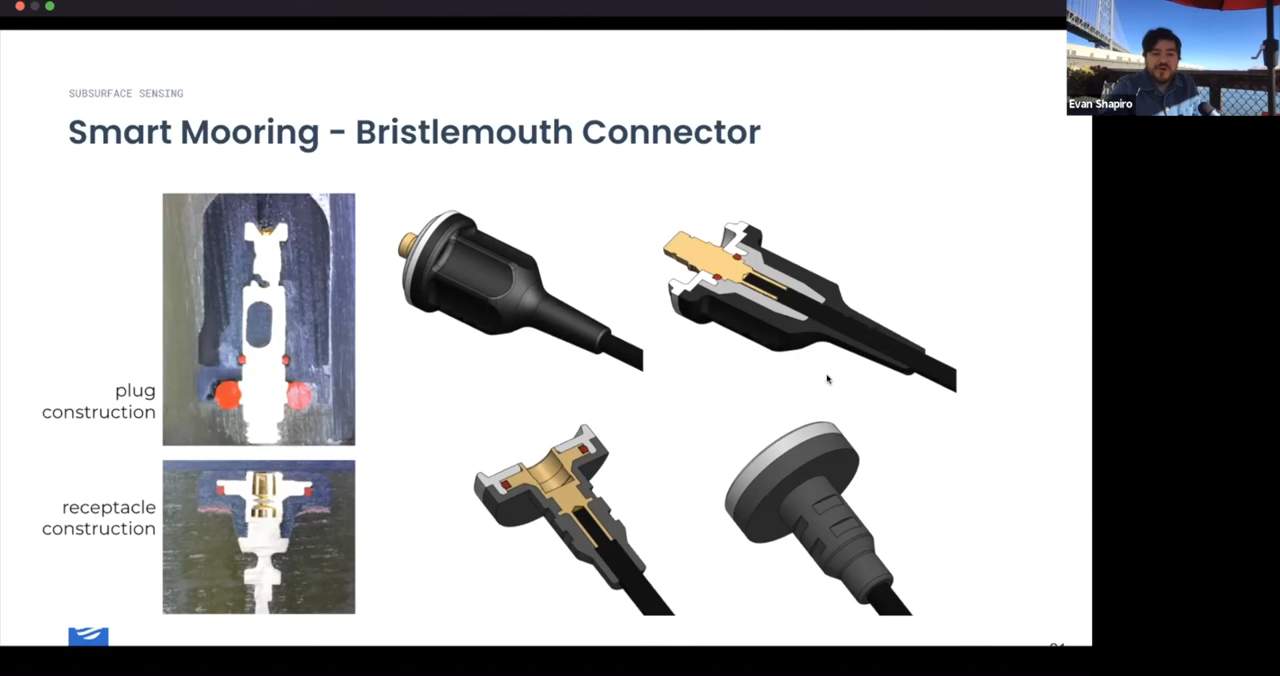 SUBSURFACE SENSING
Smart Mooring - Bristlemouth Connector
Evan Shapiro
plug
construction
receptacle
construction